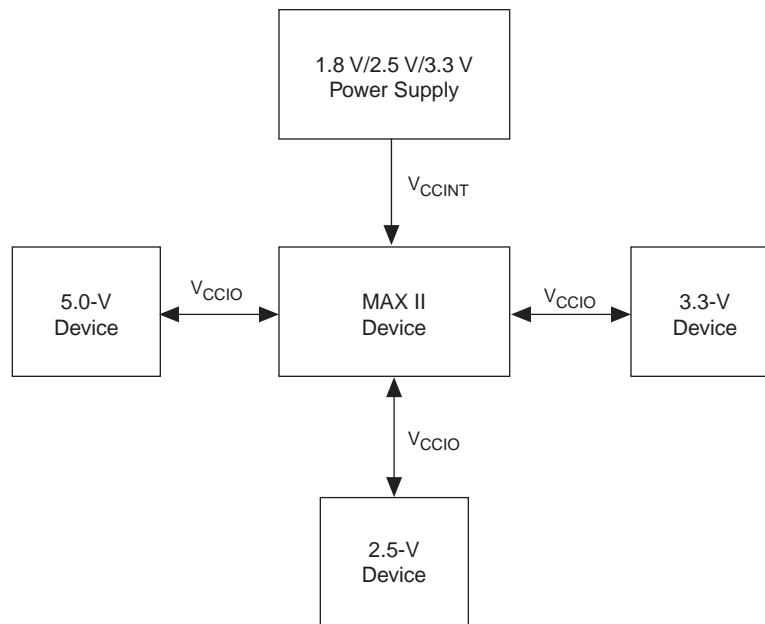 1.8 V/2.5 V/3.3 V
Power Supply
VCCINT
5.0-V
Device
VCCIO
MAX II
Device
VCCIO
3.3-V
Device
VCCIO
2.5-V
Device